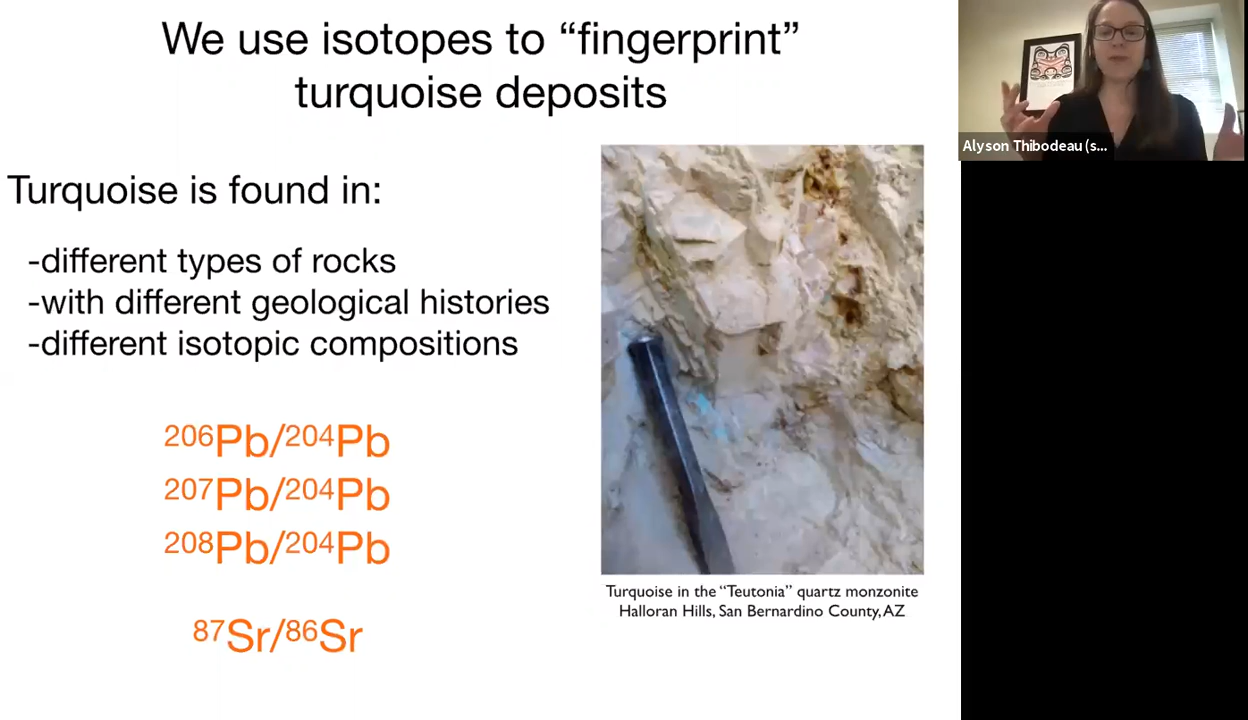 We use isotopes to “fingerprint”
turquoise deposits
Turquoise is found in:
-different types of rocks
-with different geological histories
-different isotopic compositions
²⁰⁶Pb/²⁰⁴Pb
²⁰⁷Pb/²⁰⁴Pb
²⁰⁸Pb/²⁰⁴Pb
⁸⁷Sr/⁸⁶Sr
Turquoise in the “Teutonia” quartz monzonite
Halloran Hills, San Bernardino County, AZ
Alyson Thibodeau (s...